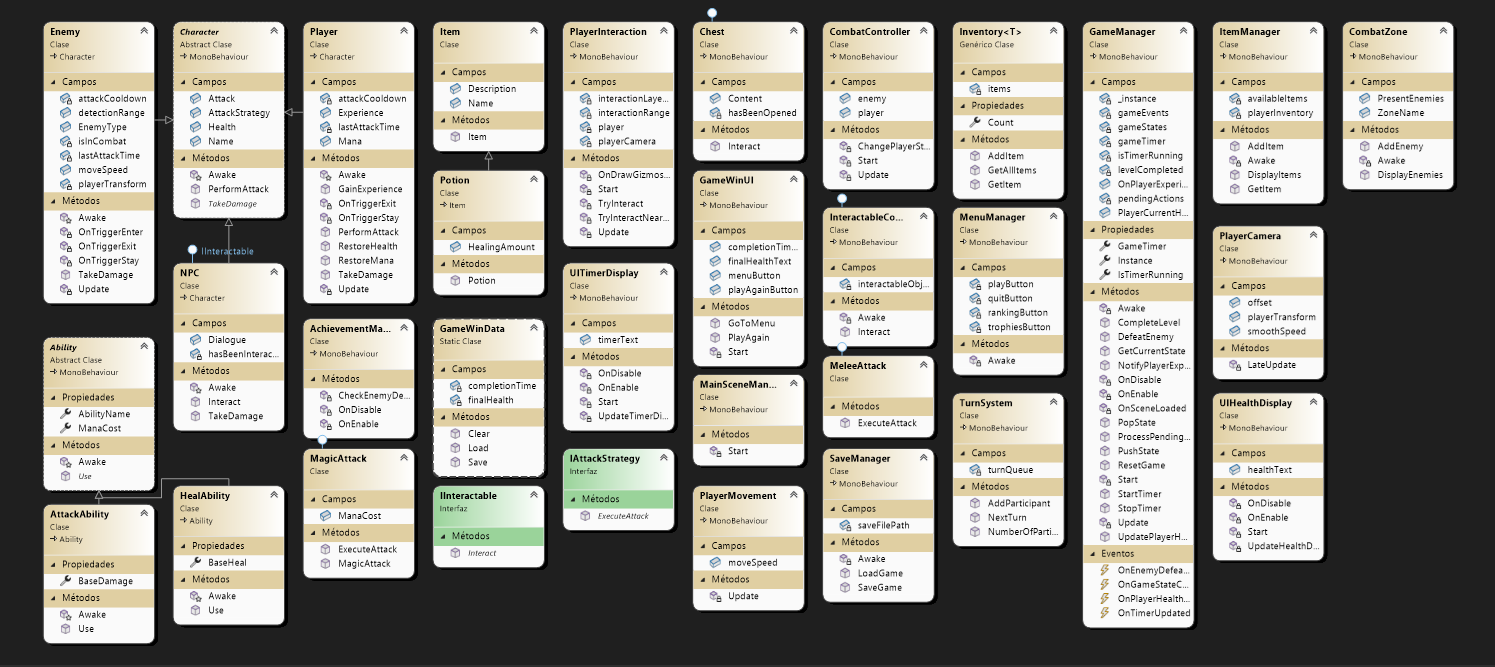 Enemy
Clase
Character
Campos
attackCooldown
detectionRange
EnemyType
isInCombat
lastAttackTime
moveSpeed
playerTransform
Métodos
Awake
OnTriggerEnter
OnTriggerExit
OnTriggerStay
TakeDamage
Update
Ability
Abstract Clase
MonoBehaviour
Propiedades
AbilityName
ManaCost
Métodos
Awake
Use
AttackAbility
Clase
Ability
Propiedades
BaseDamage
Métodos
Awake
Use
Character
Abstract Clase
MonoBehaviour
Campos
Attack
AttackStrategy
Health
Name
Métodos
Awake
PerformAttack
TakeDamage
IInteractable
NPC
Clase
Character
Campos
Dialogue
hasBeenInterac...
Métodos
Awake
Interact
TakeDamage
HealAbility
Clase
Ability
Propiedades
BaseHeal
Métodos
Awake
Use
Player
Clase
Character
Campos
attackCooldown
Experience
lastAttackTime
Mana
Métodos
Awake
GainExperience
OnTriggerExit
OnTriggerStay
PerformAttack
RestoreHealth
RestoreMana
TakeDamage
Update
AchievementMa...
Clase
MonoBehaviour
Métodos
CheckEnemyDe...
OnDisable
OnEnable
MagicAttack
Clase
Campos
ManaCost
Métodos
ExecuteAttack
MagicAttack
Item
Clase
Campos
Description
Name
Métodos
Item
Potion
Clase
Item
Campos
HealingAmount
Métodos
Potion
GameWinData
Static Clase
Campos
completionTime
finalHealth
Métodos
Clear
Load
Save
IInteractable
Interfaz
Métodos
Interact
PlayerInteraction
Clase
MonoBehaviour
Campos
interactionLaye...
interactionRange
player
playerCamera
Métodos
OnDrawGizmos...
Start
TryInteract
TryInteractNear...
Update
UITimerDisplay
Clase
MonoBehaviour
Campos
timerText
Métodos
OnDisable
OnEnable
Start
UpdateTimerDi...
IAttackStrategy
Interfaz
Métodos
ExecuteAttack
Chest
Clase
MonoBehaviour
Campos
Content
hasBeenOpened
Métodos
Interact
GameWinUI
Clase
MonoBehaviour
Campos
completionTim...
finalHealthText
menuButton
playAgainButton
Métodos
GoToMenu
PlayAgain
Start
MainSceneMan...
Clase
MonoBehaviour
Métodos
Start
PlayerMovement
Clase
MonoBehaviour
Campos
moveSpeed
Métodos
Update
CombatController
Clase
MonoBehaviour
Campos
enemy
player
Métodos
ChangePlayerSt...
Start
Update
InteractableCo...
Clase
MonoBehaviour
Campos
interactableObj...
Métodos
Awake
Interact
MeleeAttack
Clase
Métodos
ExecuteAttack
SaveManager
Clase
MonoBehaviour
Campos
saveFilePath
Métodos
Awake
LoadGame
SaveGame
Inventory<T>
Genérico Clase
Campos
items
Propiedades
Count
Métodos
AddItem
GetAllItems
GetItem
MenuManager
Clase
MonoBehaviour
Campos
playButton
quitButton
rankingButton
trophiesButton
Métodos
Awake
TurnSystem
Clase
MonoBehaviour
Campos
turnQueue
Métodos
AddParticipant
NextTurn
NumberOfParti...
GameManager
Clase
MonoBehaviour
Campos
_instance
gameEvents
gameStates
gameTimer
isTimerRunning
levelCompleted
OnPlayerExperi...
pendingActions
PlayerCurrentH...
Propiedades
GameTimer
Instance
IsTimerRunning
Métodos
Awake
CompleteLevel
DefeatEnemy
GetCurrentState
NotifyPlayerExp...
OnDisable
OnEnable
OnSceneLoaded
PopState
ProcessPending...
PushState
ResetGame
Start
StartTimer
StopTimer
Update
UpdatePlayerH...
Eventos
OnEnemyDefea...
OnGameStateC...
OnPlayerHealth...
OnTimerUpdated
ItemManager
Clase
MonoBehaviour
Campos
availableItems
playerInventory
Métodos
AddItem
Awake
DisplayItems
GetItem
PlayerCamera
Clase
MonoBehaviour
Campos
offset
playerTransform
smoothSpeed
Métodos
LateUpdate
UIHealthDisplay
Clase
MonoBehaviour
Campos
healthText
Métodos
OnDisable
OnEnable
Start
UpdateHealthD...
CombatZone
Clase
MonoBehaviour
Campos
PresentEnemies
ZoneName
Métodos
AddEnemy
Awake
DisplayEnemies